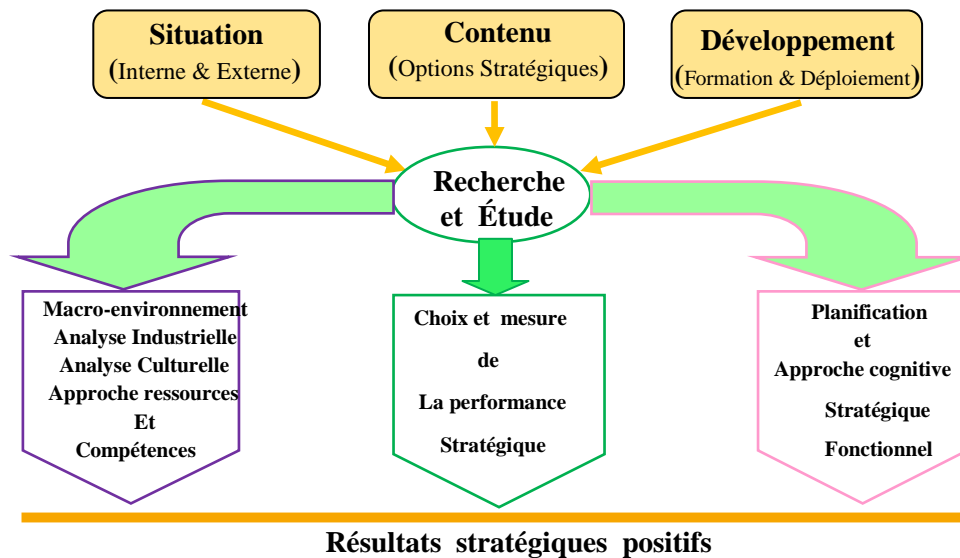 Situation
(Interne & Externe)
Contenu
(Options Stratégiques)
Développement
(Formation & Déploiement)
Recherche
et Étude
Macro-environnement
Analyse Industrielle
Analyse Culturelle
Approche ressources
Et
Compétences
Choix et mesure
de
La performance
Stratégique
Planification
et
Approche cognitive
Stratégique
Fonctionnel
Résultats stratégiques positifs